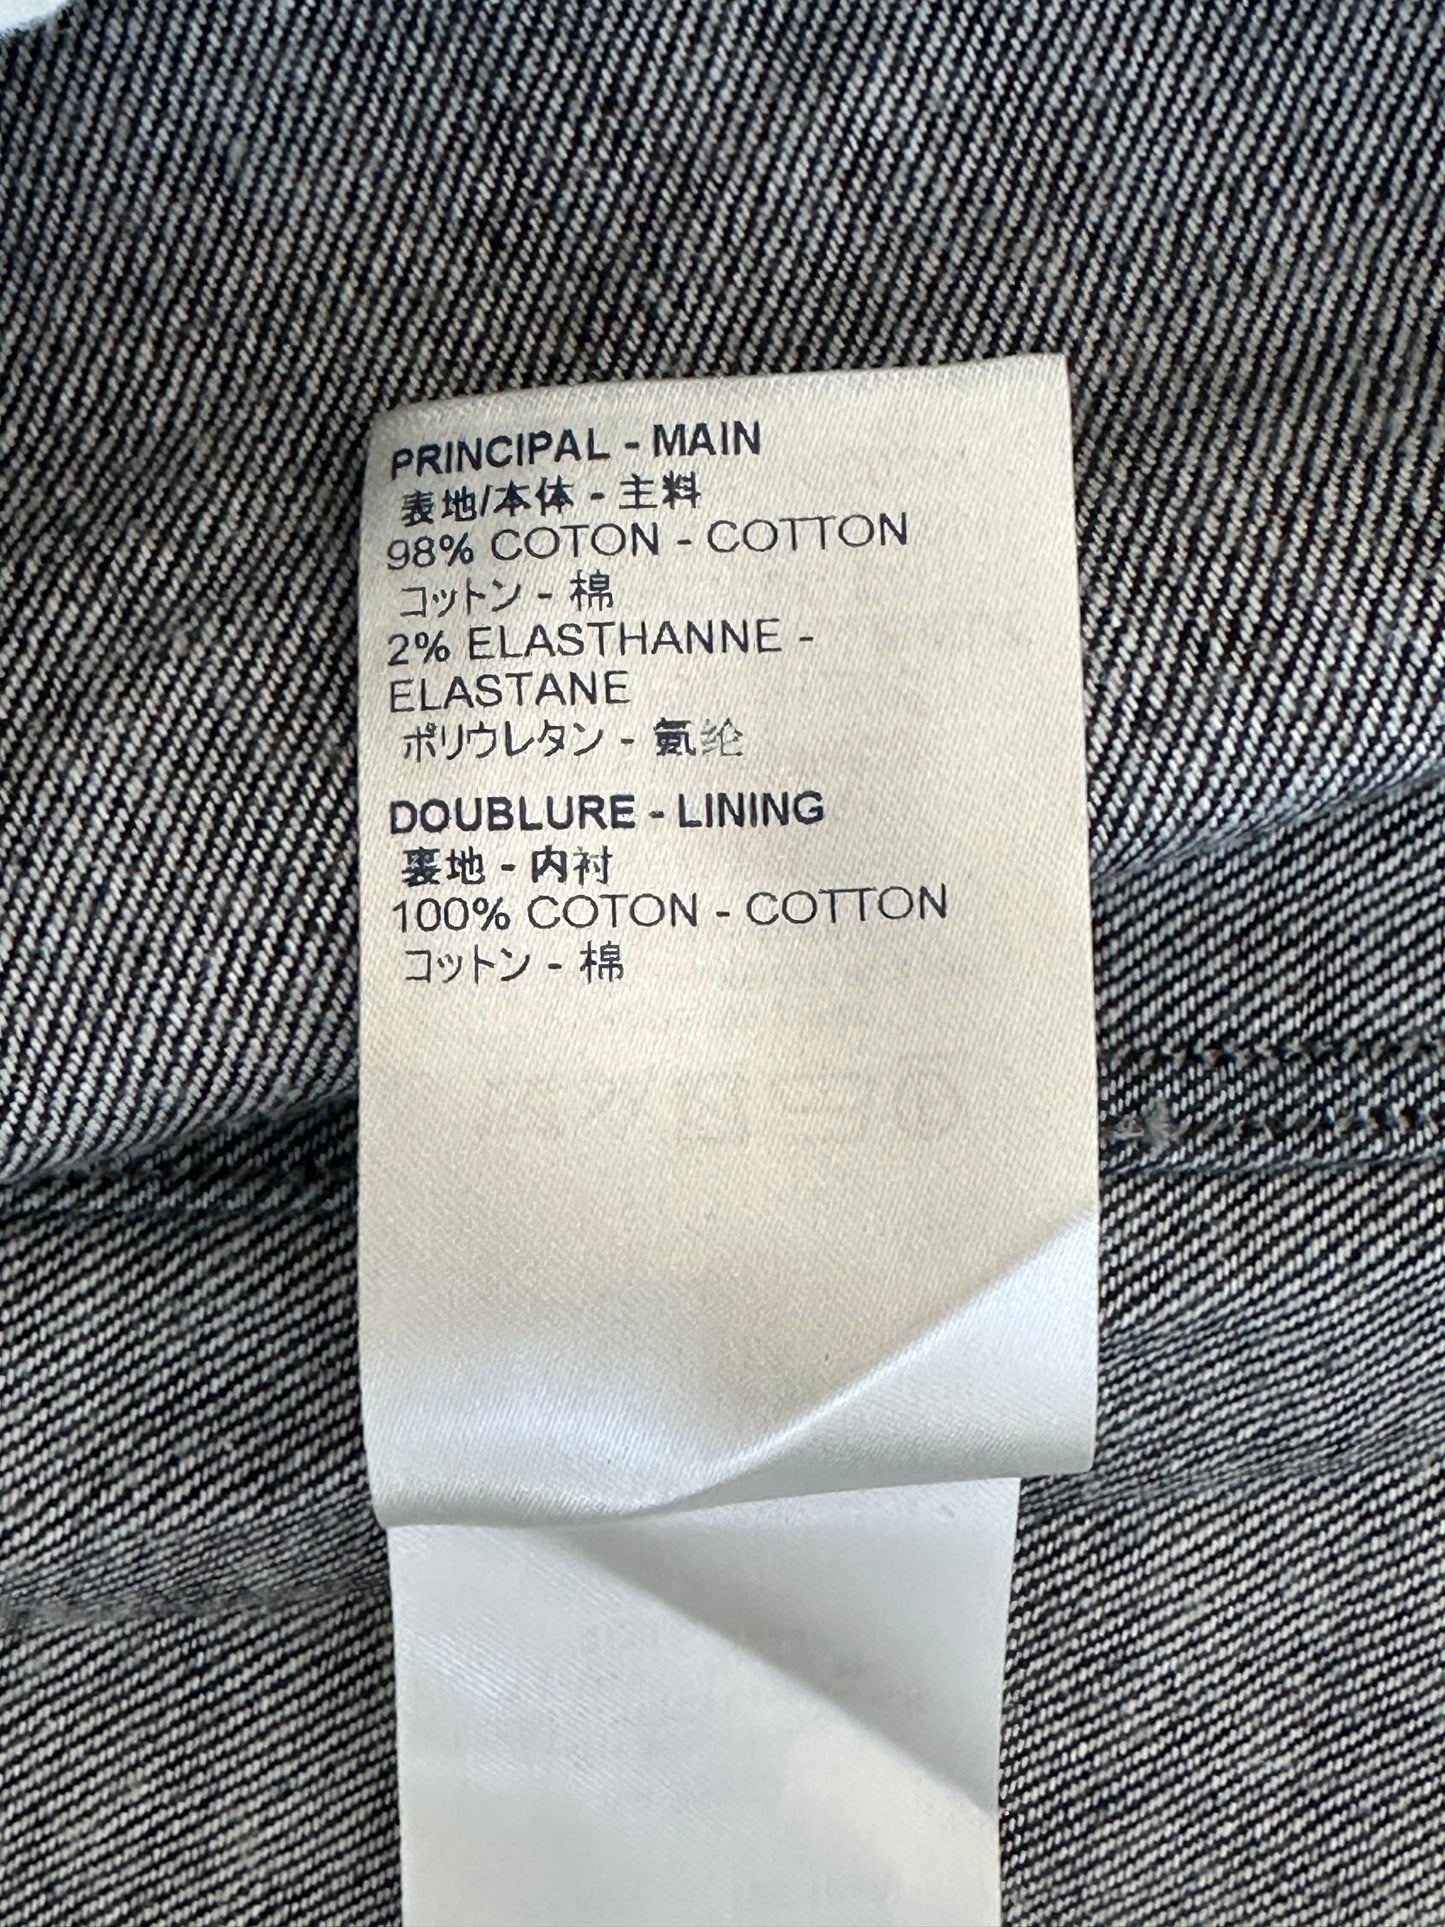 PRINCIPAL - MAIN
表地/本体 - 主料
98% COTON - COTTON
コットン - 棉
2% ELASTHANNE -
ELASTANE
ポリウレタン - 氨纶
DOUBLURE - LINING
裏地 - 内衬
100% COTON - COTTON
コットン - 棉